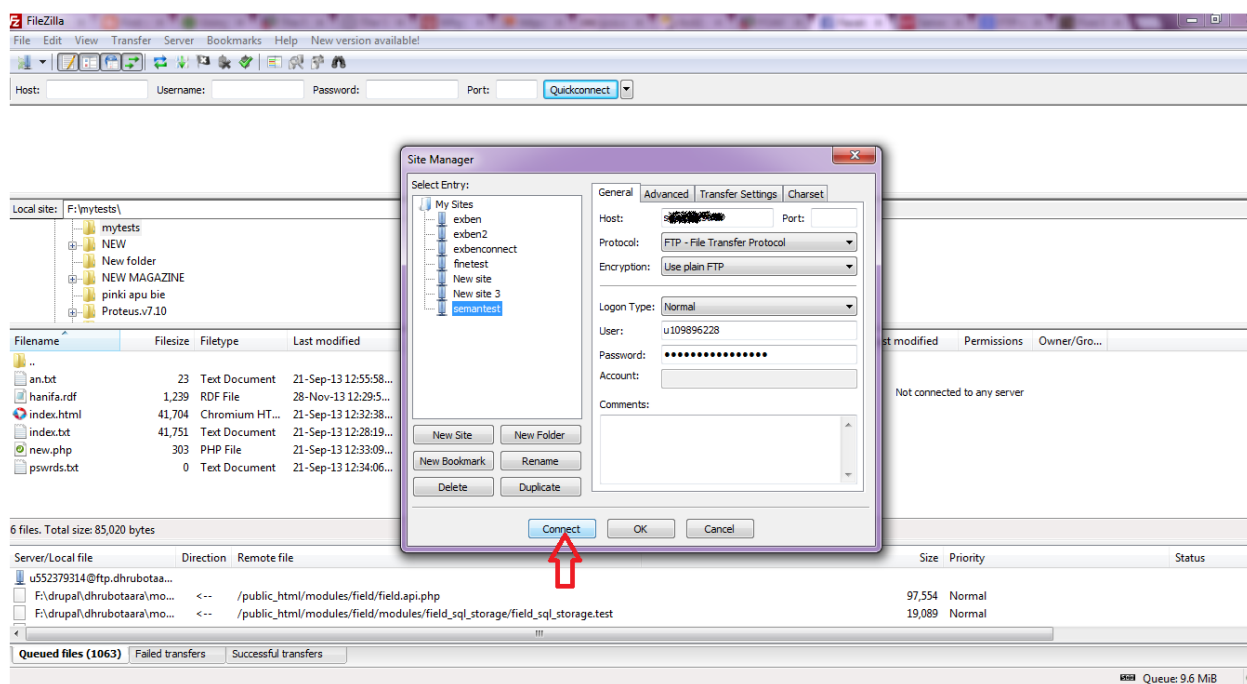 FileZilla
File Edit View Transfer Server Bookmarks Help New version available!
Host: Username: Password: Port: Quickconnect
Site Manager
Select Entry:
My Sites
exben
exben2
exbenconnect
finetest
New site
New site 3
semantest
New Site New Folder
New Bookmark Rename
Delete Duplicate
General Advanced Transfer Settings Charset
Host: Port:
Protocol: FTP - File Transfer Protocol
Encryption: Use plain FTP
Logon Type: Normal
User: u109896228
Password: ••••••••••••••••
Account:
Comments:
Connect OK Cancel
Local site: F:\mytests\
mytests
NEW
New folder
NEW MAGAZINE
pinki apu bie
Proteus.v7.10
Filename Filesize Filetype Last modified
..
an.txt 23 Text Document 21-Sep-13 12:55:58...
hanifa.rdf 1,239 RDF File 28-Nov-13 12:29:5...
index.html 41,704 Chromium HT... 21-Sep-13 12:32:38...
index.txt 41,751 Text Document 21-Sep-13 12:28:19...
new.php 303 PHP File 21-Sep-13 12:33:09...
pswrds.txt 0 Text Document 21-Sep-13 12:34:06...
6 files. Total size: 85,020 bytes
st modified Permissions Owner/Gro...
Not connected to any server
Server/Local file Direction Remote file Size Priority Status
u552379314@ftp.dhrubotaa...
F:\drupal\dhrubotaara\mo... <-- /public_html/modules/field/field.api.php 97,554 Normal
F:\drupal\dhrubotaara\mo... <-- /public_html/modules/field/modules/field_sql_storage/field_sql_storage.test 19,089 Normal
Queued files (1063) Failed transfers Successful transfers
Queue: 9.6 MiB